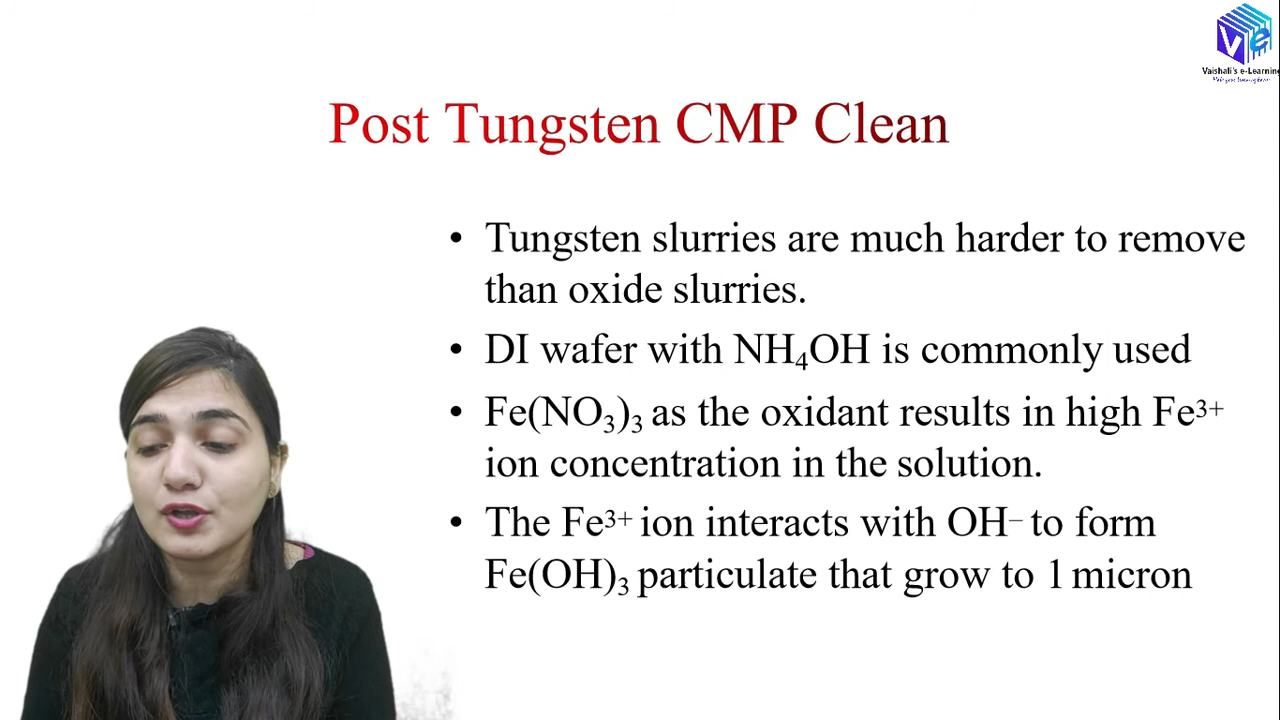 Ve
Vaishali's e-Learning
Post Tungsten CMP Clean
• Tungsten slurries are much harder to remove
than oxide slurries.
• DI wafer with NH₄OH is commonly used
• Fe(NO₃)₃ as the oxidant results in high Fe³⁺
ion concentration in the solution.
• The Fe³⁺ ion interacts with OH⁻ to form
Fe(OH)₃ particulate that grow to 1 micron